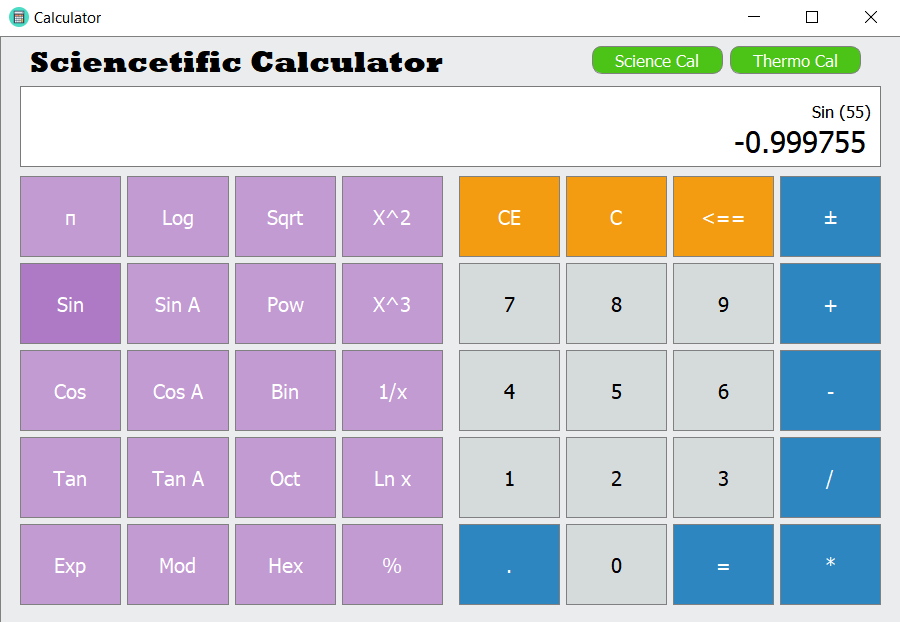 Calculator
Sciencetific Calculator Science Cal Thermo Cal
Sin (55)
-0.999755
п Log Sqrt X^2 CE C <== ±
Sin Sin A Pow X^3 7 8 9 +
Cos Cos A Bin 1/x 4 5 6 -
Tan Tan A Oct Ln x 1 2 3 /
Exp Mod Hex % . 0 = *